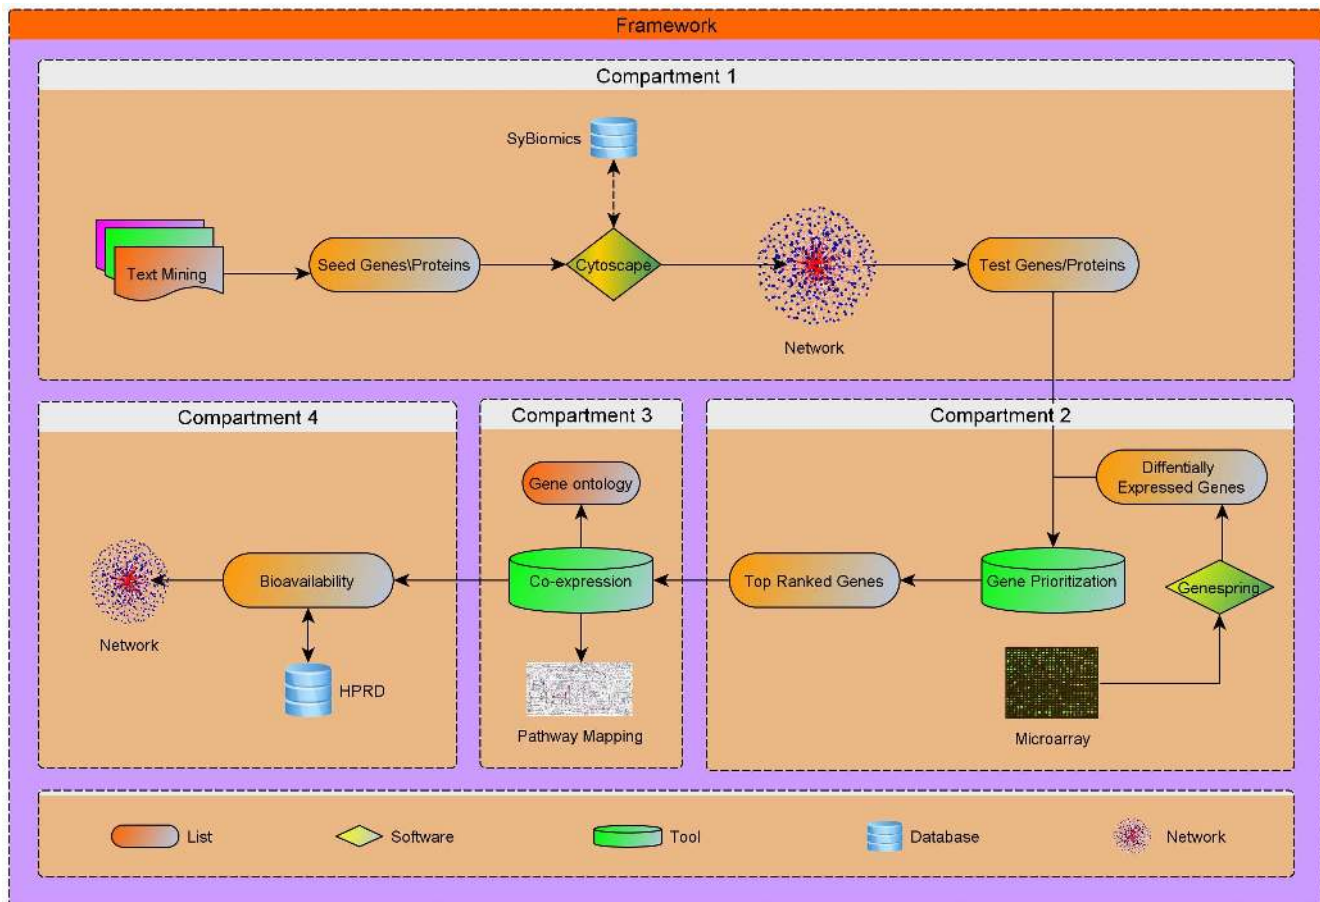 Framework
Compartment 1
SyBiomics
Text Mining
Seed Genes\Proteins
Cytoscape
Test Genes/Proteins
Network
Compartment 4
Compartment 3
Compartment 2
Gene ontology
Diffentially
Expressed Genes
Bioavailability
Co-expression
Top Ranked Genes
Gene Prioritization
Genespring
Network
HPRD
Pathway Mapping
Microarray
List
Software
Tool
Database
Network